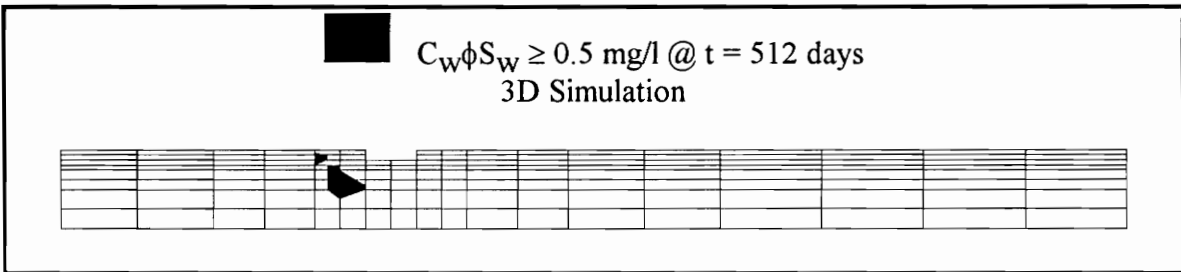 C_WϕS_W ≥ 0.5 mg/l @ t = 512 days
3D Simulation